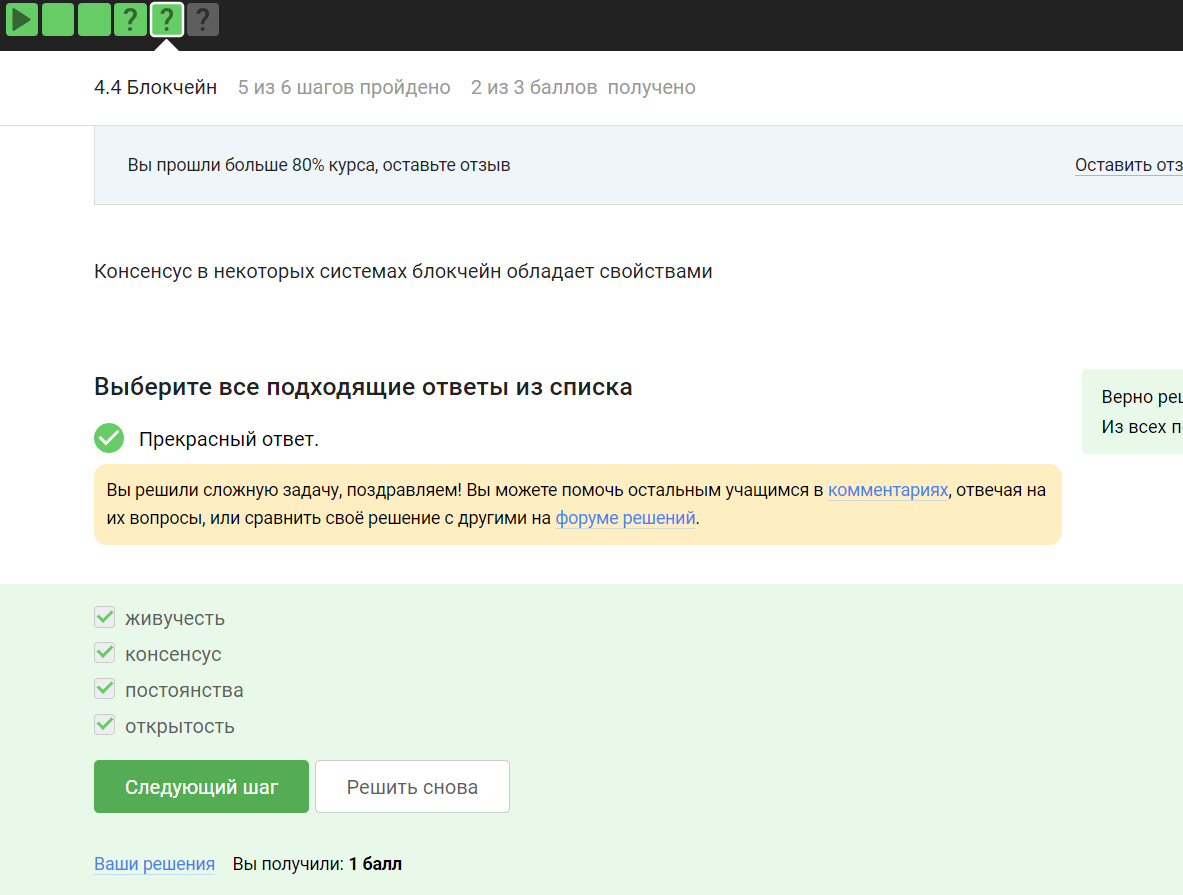 ? ? ?
4.4 Блокчейн 5 из 6 шагов пройдено 2 из 3 баллов получено
Вы прошли больше 80% курса, оставьте отзыв Оставить отз
Консенсус в некоторых системах блокчейн обладает свойствами
Выберите все подходящие ответы из списка
Верно ре
Прекрасный ответ.
Из всех п
Вы решили сложную задачу, поздравляем! Вы можете помочь остальным учащимся в комментариях, отвечая на
их вопросы, или сравнить своё решение с другими на форуме решений.
живучесть
консенсус
постоянства
открытость
Следующий шаг Решить снова
Ваши решения Вы получили: 1 балл